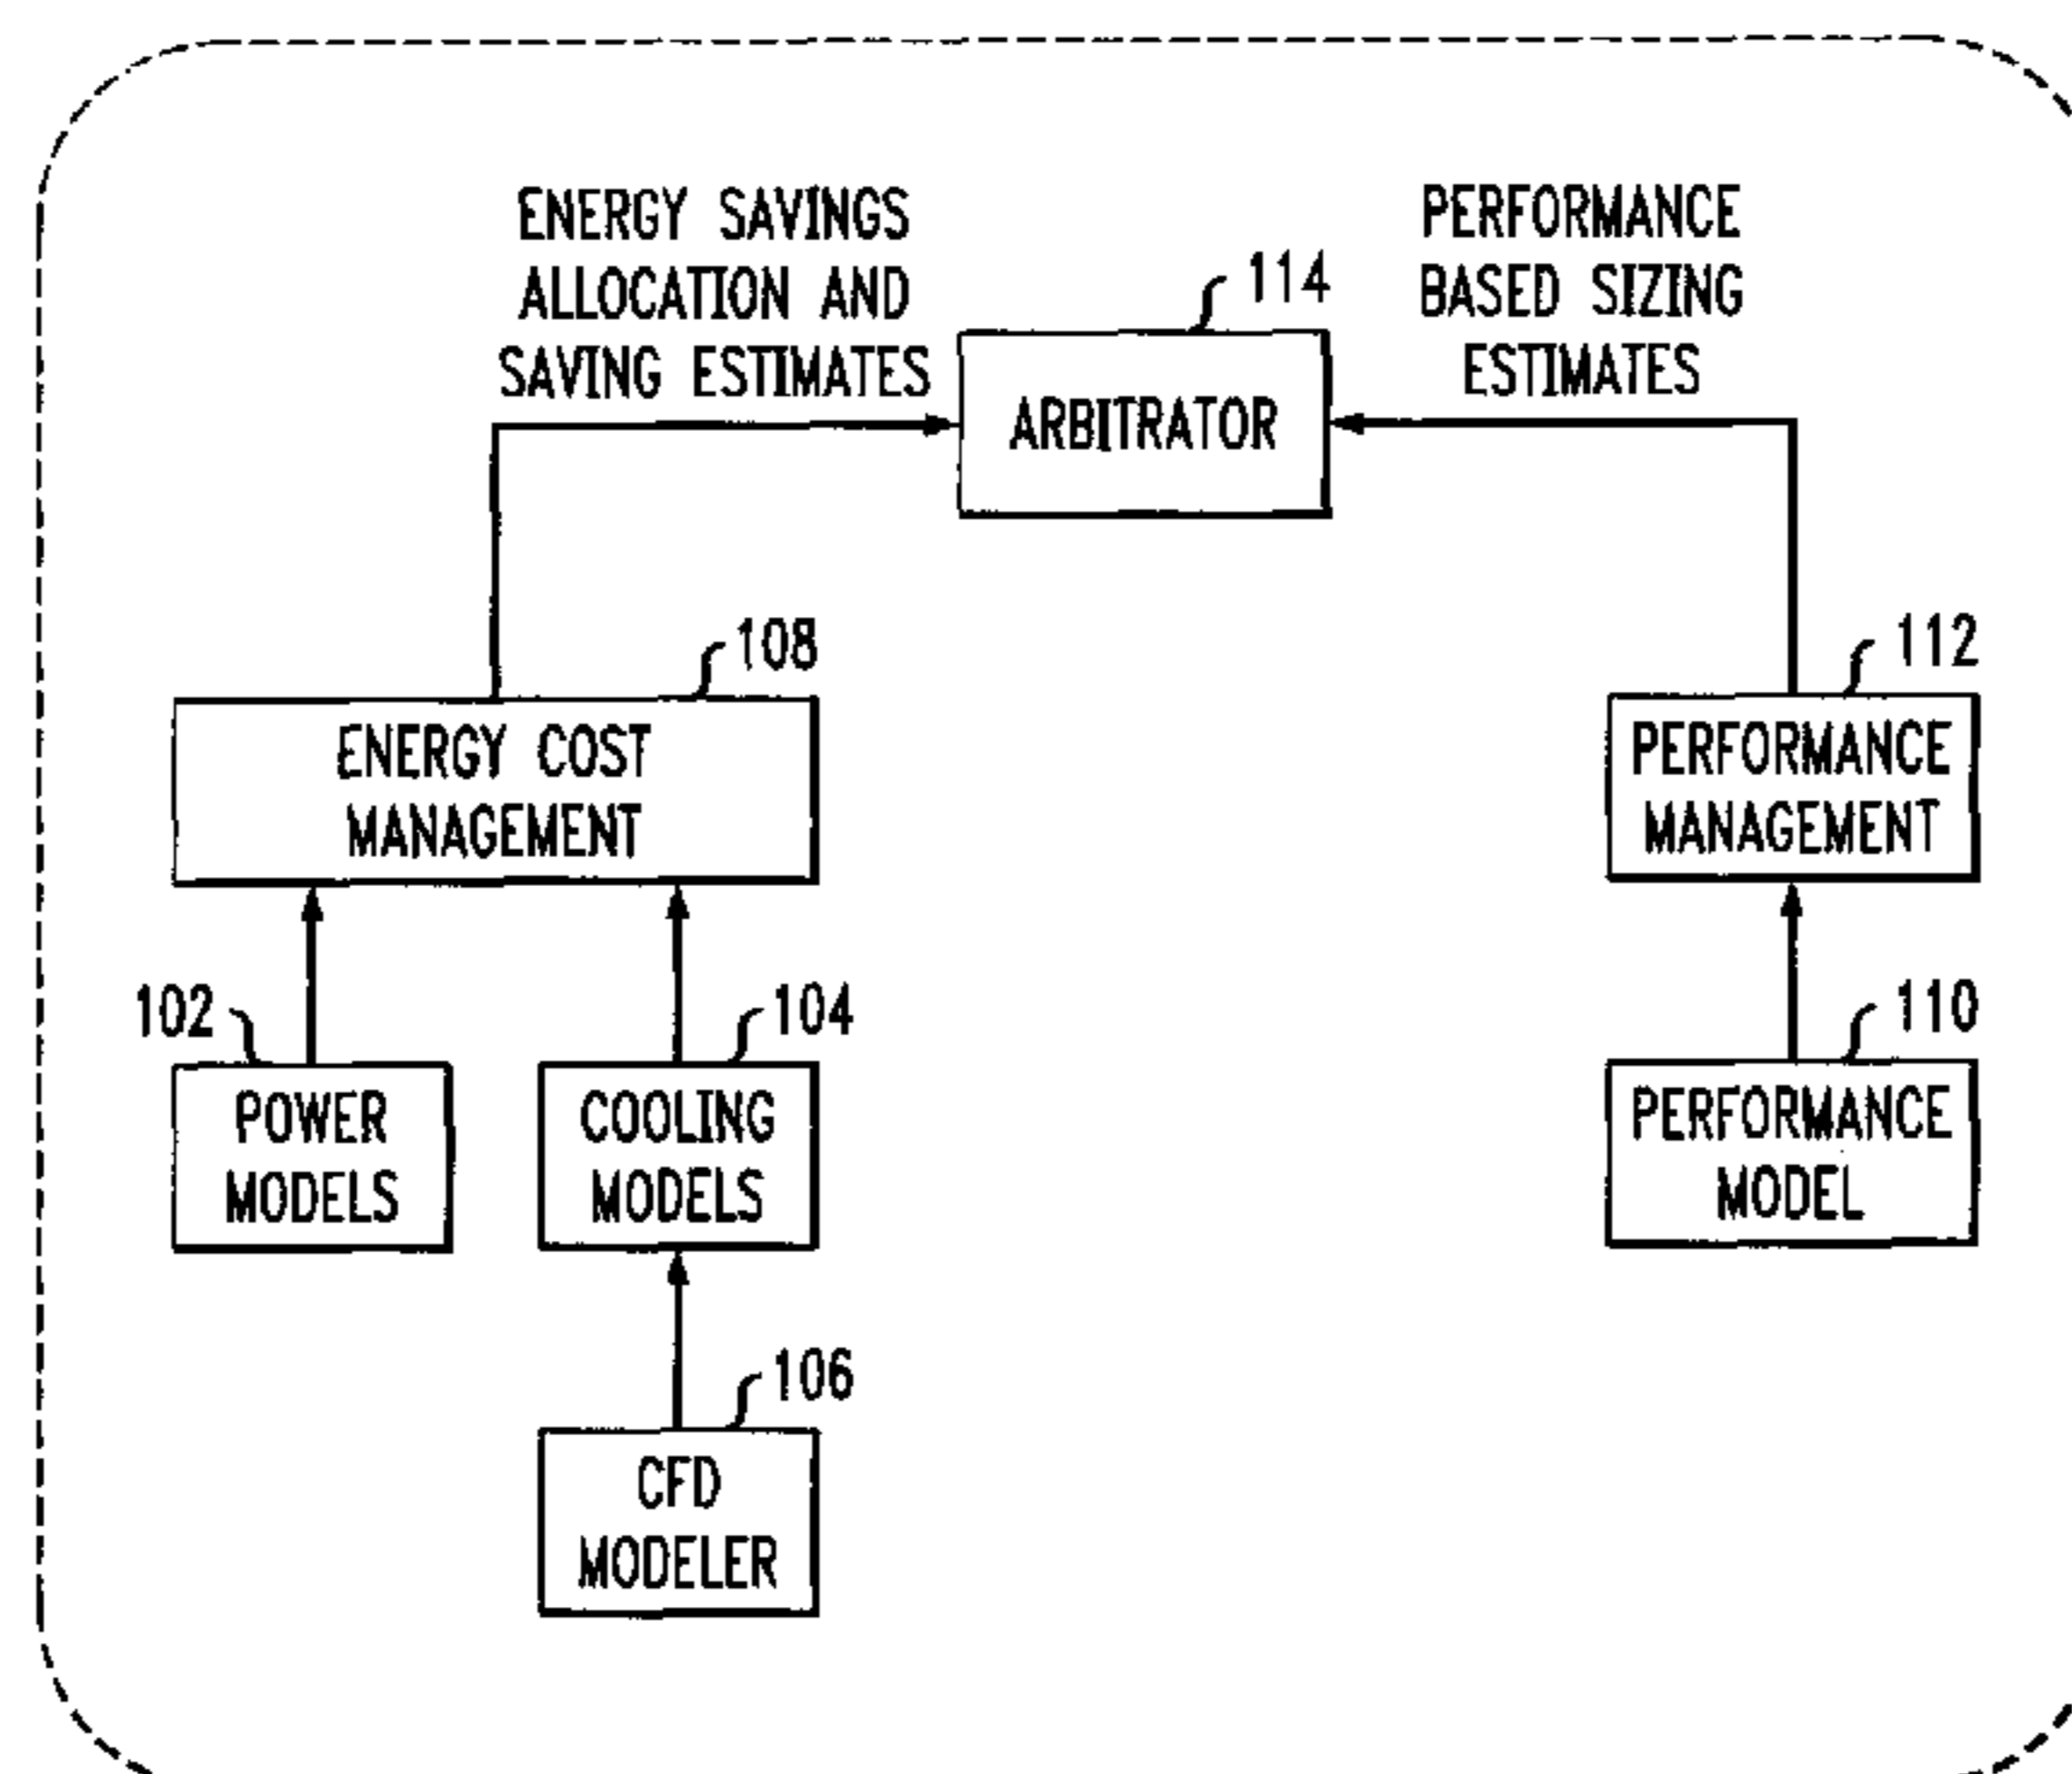 ENERGY SAVINGS
ALLOCATION AND
SAVING ESTIMATES
PERFORMANCE
BASED SIZING
ESTIMATES
114
ARBITRATOR
108
ENERGY COST
MANAGEMENT
112
PERFORMANCE
MANAGEMENT
102
POWER
MODELS
104
COOLING
MODELS
110
PERFORMANCE
MODEL
106
CFD
MODELER